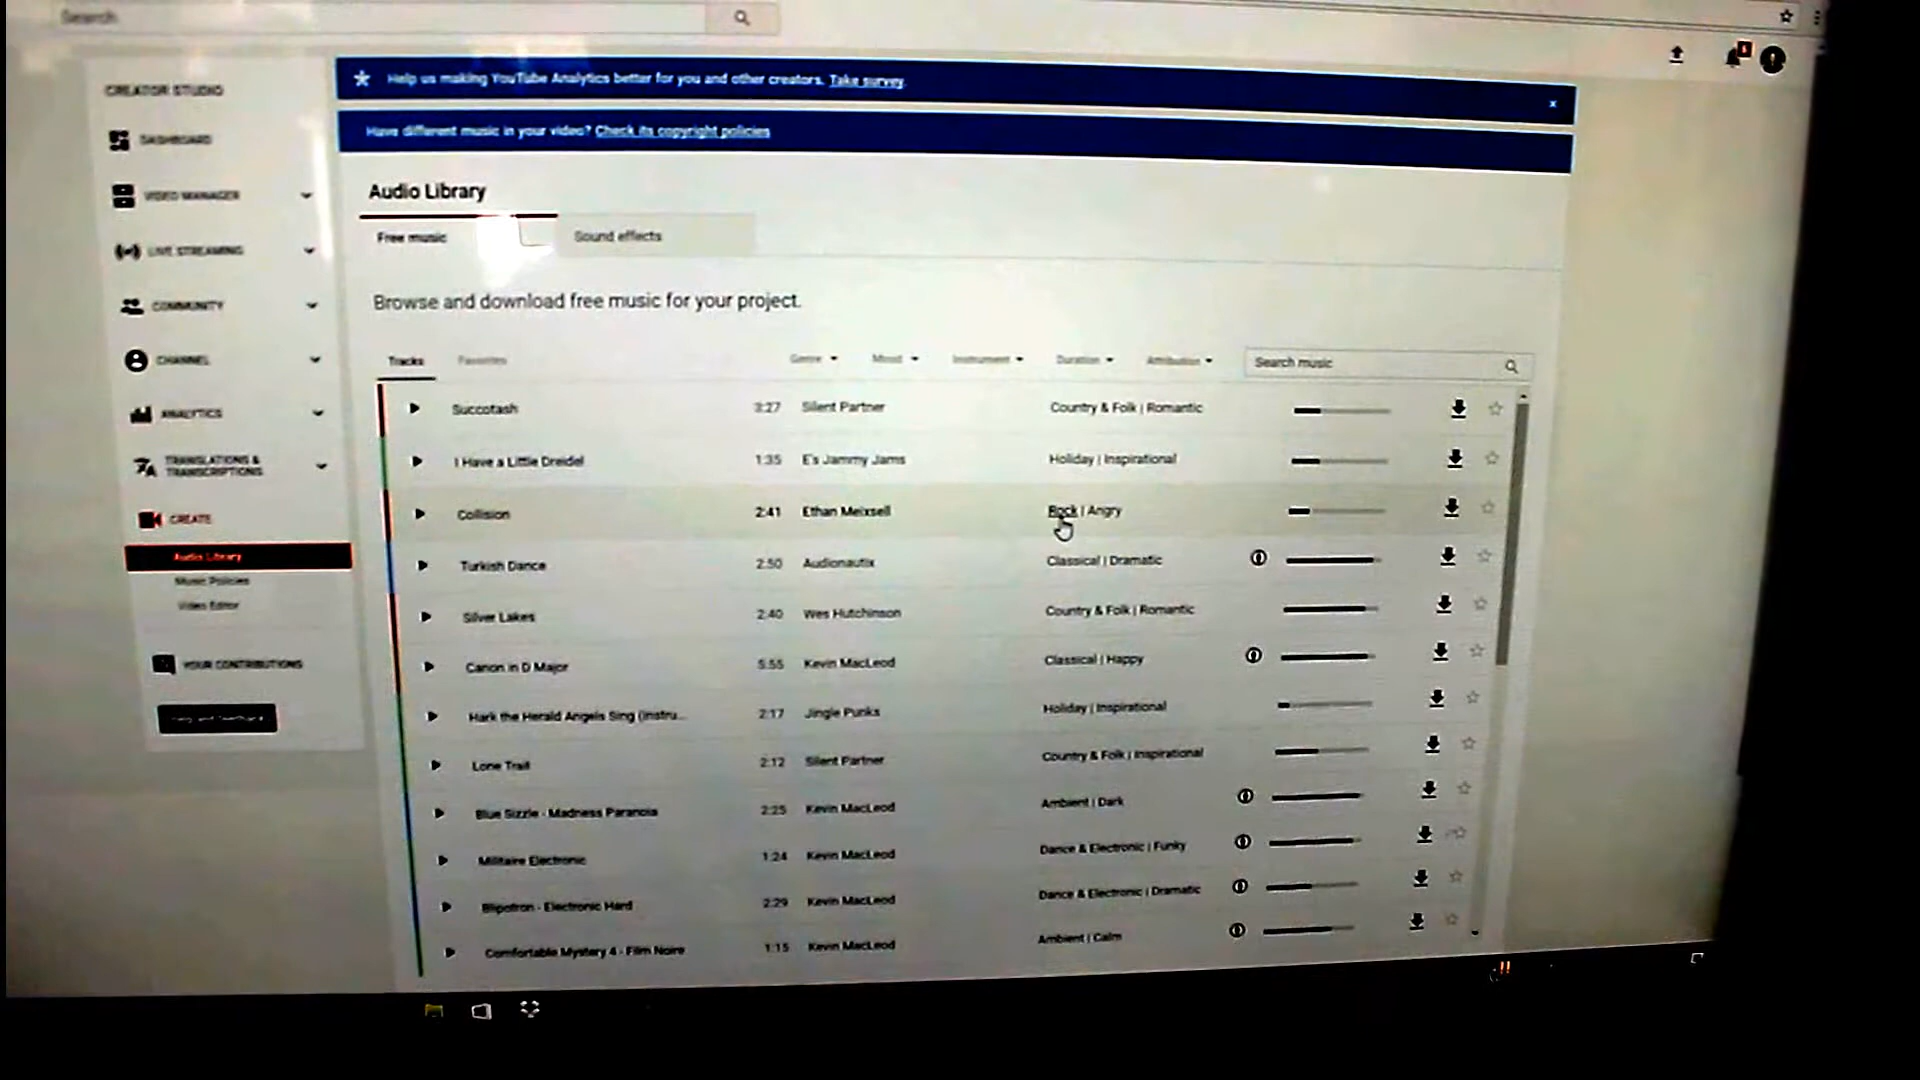 Search
CREATOR STUDIO
DASHBOARD
VIDEO MANAGER
LIVE STREAMING
COMMUNITY
CHANNEL
ANALYTICS
TRANSLATIONS &
TRANSCRIPTIONS
CREATE
Audio Library
Music Policies
Video Editor
YOUR CONTRIBUTIONS
Help us making YouTube Analytics better for you and other creators. Take survey.
Have different music in your video? Check its copyright policies
Audio Library
Free music Sound effects
Browse and download free music for your project.
Tracks Favorites Genre Mood Instrument Duration Attribution Search music
Succotash 3:27 Silent Partner Country & Folk | Romantic
I Have a Little Dreidel 1:35 E's Jammy Jams Holiday | Inspirational
Collision 2:41 Ethan Meixsell Rock | Angry
Turkish Dance 2:50 Audionautix Classical | Dramatic
Silver Lakes 2:40 Wes Hutchinson Country & Folk | Romantic
Canon in D Major 5:55 Kevin MacLeod Classical | Happy
Hark the Herald Angels Sing (Instru... 2:17 Jingle Punks Holiday | Inspirational
Lone Trail 2:12 Silent Partner Country & Folk | Inspirational
Blue Sizzle - Madness Paranoia 2:25 Kevin MacLeod Ambient | Dark
Militaire Electronic 1:24 Kevin MacLeod Dance & Electronic | Funky
Blipotron - Electronic Hard 2:29 Kevin MacLeod Dance & Electronic | Dramatic
Comfortable Mystery 4 - Film Noire 1:15 Kevin MacLeod Ambient | Calm